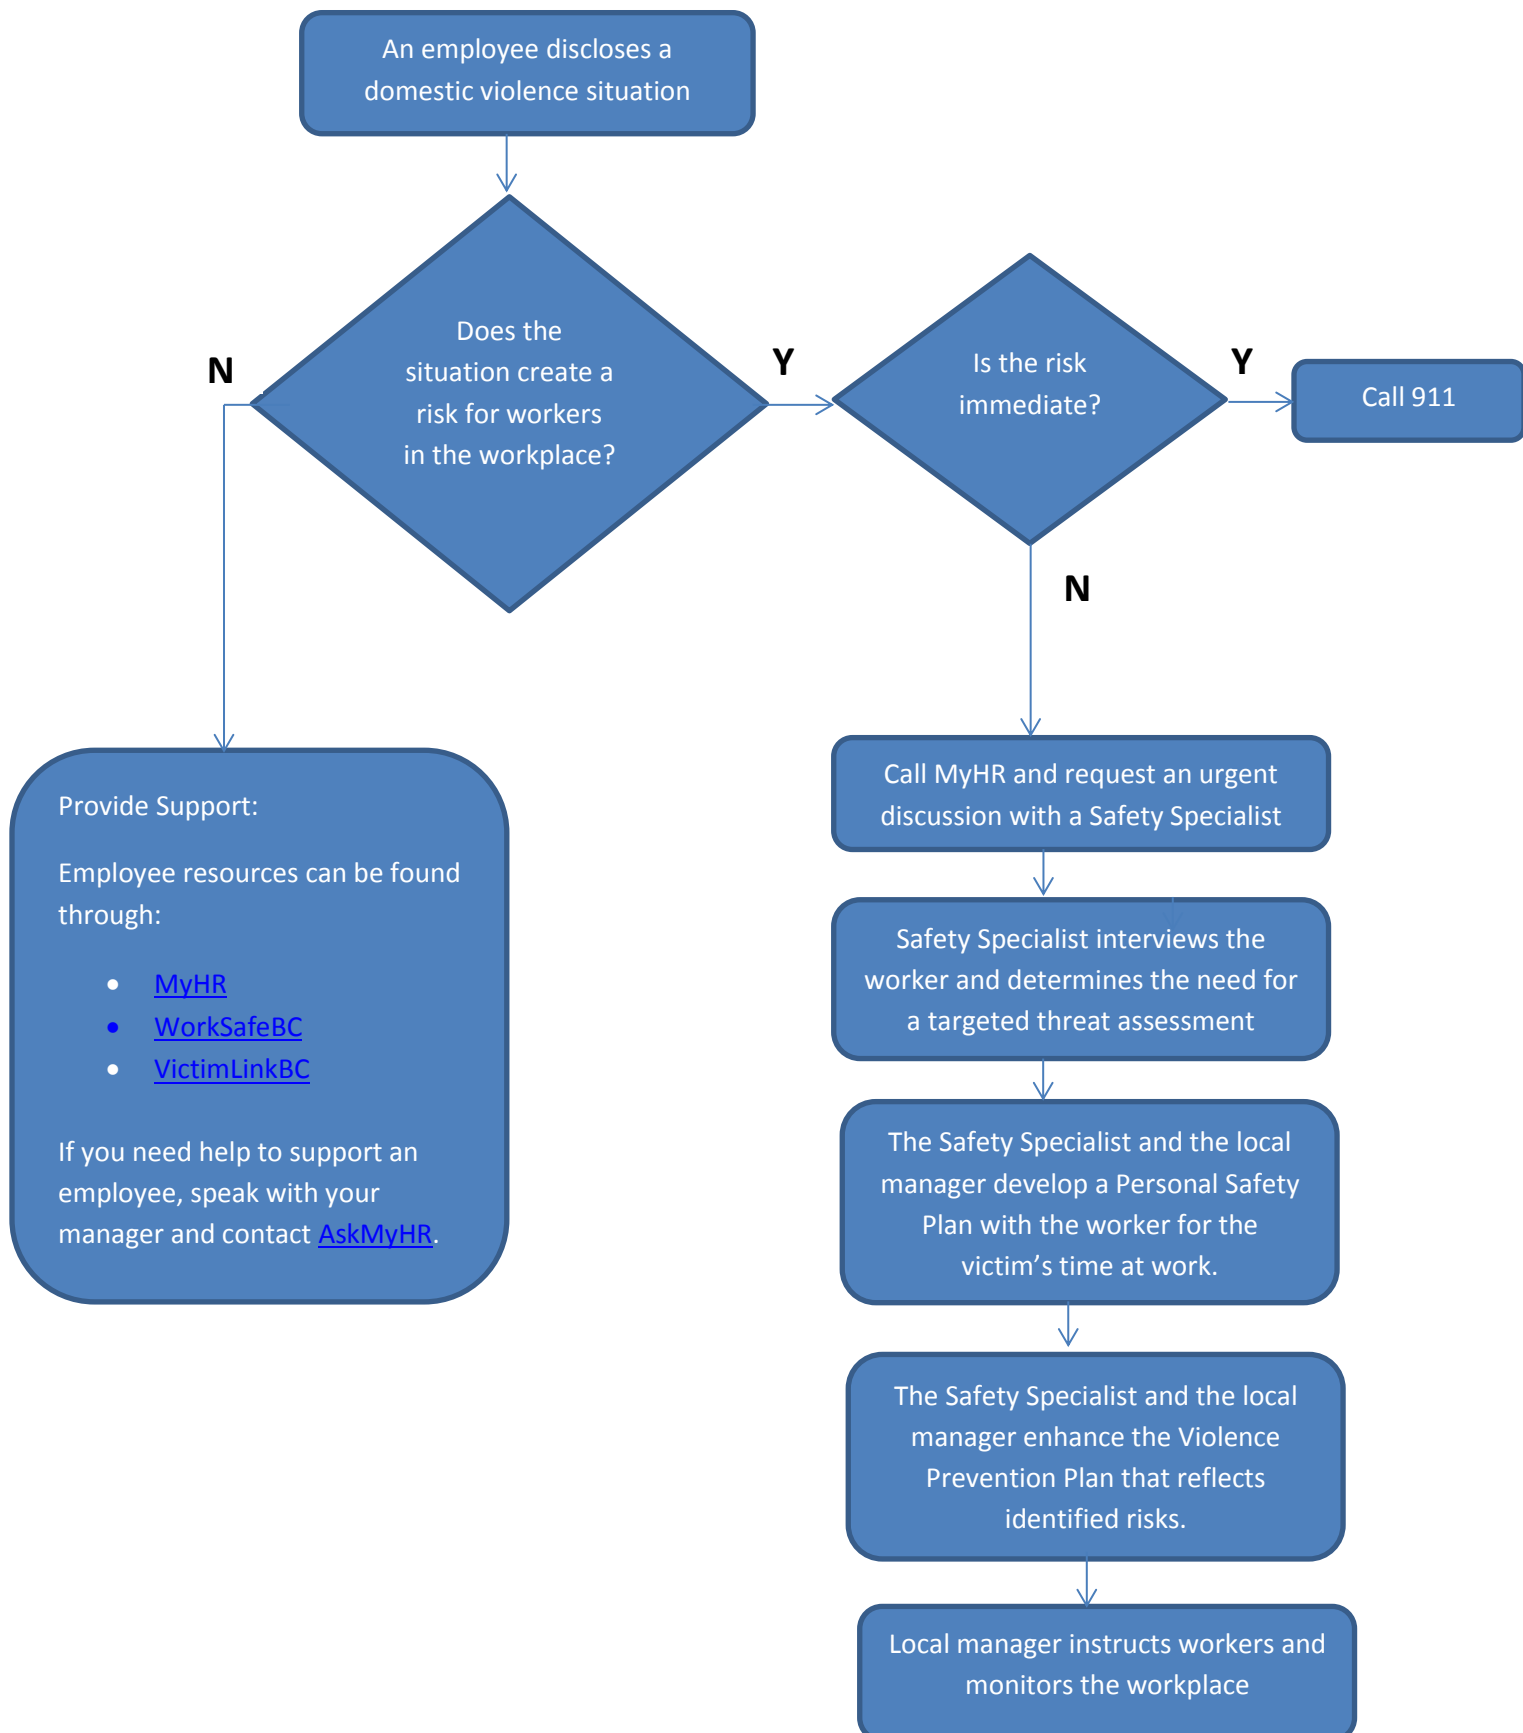 An employee discloses a
domestic violence situation
Does the
situation create a
risk for workers
in the workplace?
N
Y
Is the risk
immediate?
Y
Call 911
N
Provide Support:
Employee resources can be found
through:
• MyHR
• WorkSafeBC
• VictimLinkBC
If you need help to support an
employee, speak with your
manager and contact AskMyHR.
Call MyHR and request an urgent
discussion with a Safety Specialist
Safety Specialist interviews the
worker and determines the need for
a targeted threat assessment
The Safety Specialist and the local
manager develop a Personal Safety
Plan with the worker for the
victim’s time at work.
The Safety Specialist and the local
manager enhance the Violence
Prevention Plan that reflects
identified risks.
Local manager instructs workers and
monitors the workplace